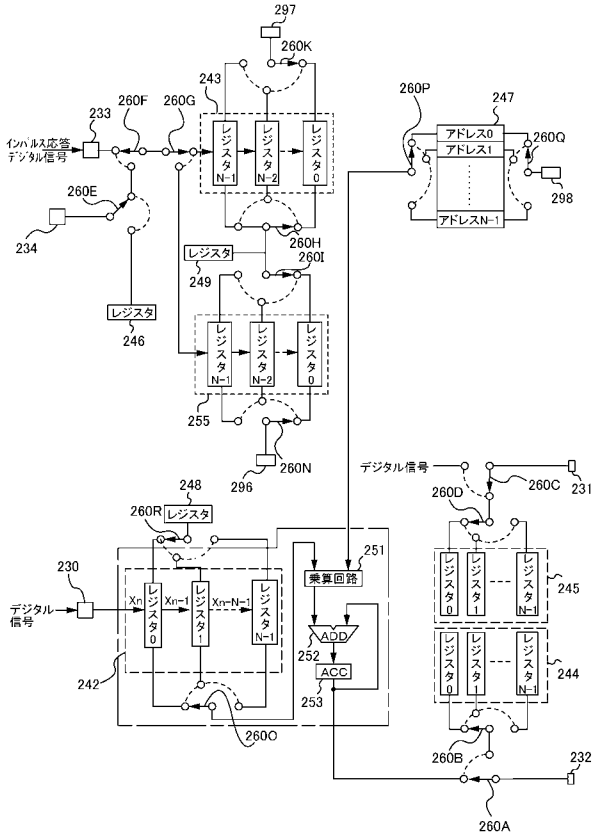 297
260K
243
レジスタN-1
レジスタN-2
レジスタ0
233
260F
260G
インパルス応答
デジタル信号
260E
234
レジスタ
246
260H
レジスタ
249
260I
レジスタN-1
レジスタN-2
レジスタ0
255
260N
296
260P
247
アドレス0
アドレス1
アドレスN-1
260Q
298
248
レジスタ
260R
230
デジタル
信号
Xn
レジスタ0
Xn-1
レジスタ1
Xn-N-1
レジスタN-1
242
260O
251
乗算回路
ADD
252
ACC
253
デジタル信号
260C
231
260D
レジスタ0
レジスタ1
レジスタN-1
245
レジスタ0
レジスタ1
レジスタN-1
244
260B
232
260A